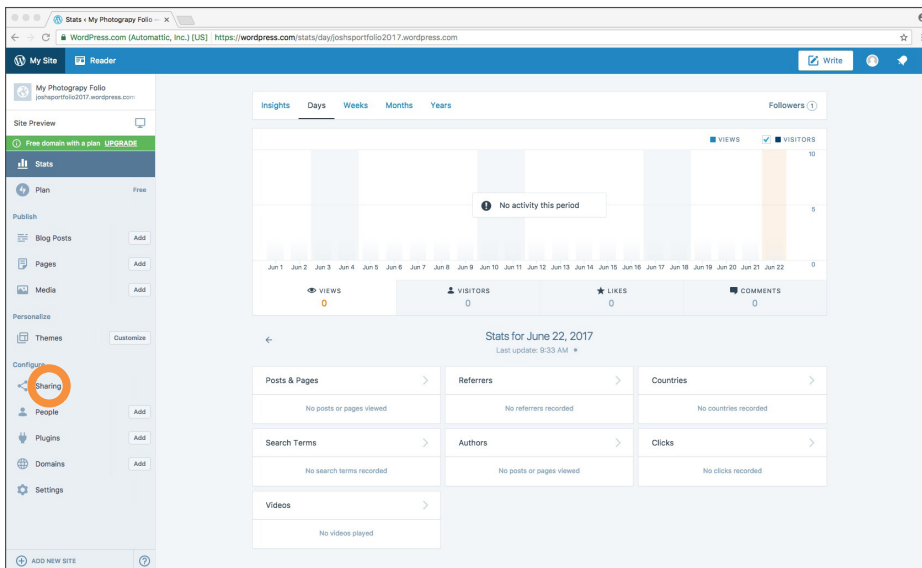 Stats ‹ My Photograpy Folio –
WordPress.com (Automattic, Inc.) [US] https://wordpress.com/stats/day/joshsportfolio2017.wordpress.com
My Site Reader Write
My Photograpy Folio
joshsportfolio2017.wordpress.com
Site Preview
Free domain with a plan UPGRADE
Stats
Plan Free
Publish
Blog Posts Add
Pages Add
Media Add
Personalize
Themes Customize
Configure
Sharing
People Add
Plugins Add
Domains Add
Settings
ADD NEW SITE
Insights Days Weeks Months Years Followers 1
VIEWS VISITORS
10
No activity this period
5
0
Jun 1 Jun 2 Jun 3 Jun 4 Jun 5 Jun 6 Jun 7 Jun 8 Jun 9 Jun 10 Jun 11 Jun 12 Jun 13 Jun 14 Jun 15 Jun 16 Jun 17 Jun 18 Jun 19 Jun 20 Jun 21 Jun 22
VIEWS VISITORS LIKES COMMENTS
0 0 0 0
Stats for June 22, 2017
Last update: 9:33 AM
Posts & Pages Referrers Countries
No posts or pages viewed No referrers recorded No countries recorded
Search Terms Authors Clicks
No search terms recorded No posts or pages viewed No clicks recorded
Videos
No videos played